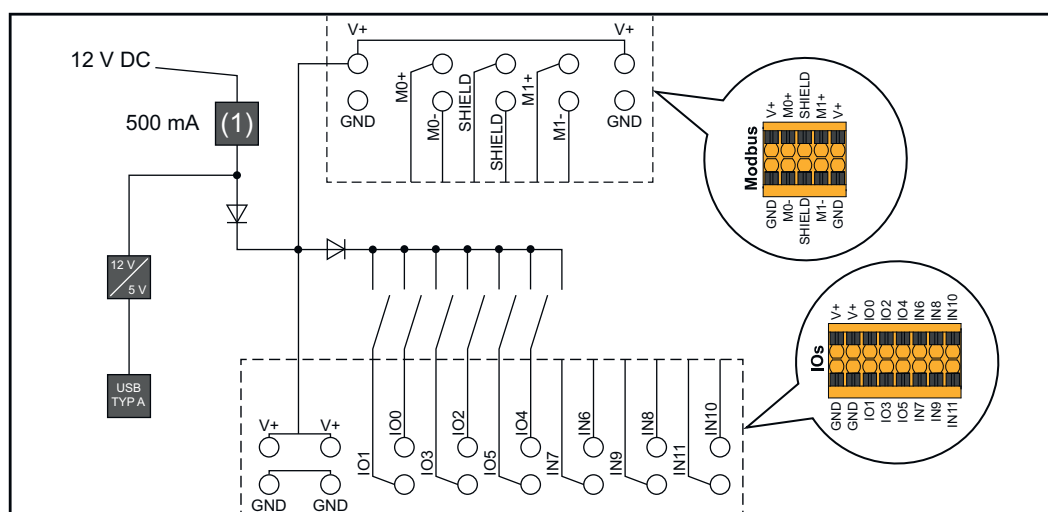 12 V DC
500 mA
(1)
12 V
5 V
USB
TYP A
V+
V+
M0+
M0-
SHIELD
SHIELD
M1+
M1-
GND
GND
Modbus
V+
M0+
SHIELD
M1+
V+
GND
M0-
SHIELD
M1-
GND
V+
V+
GND
GND
IO1
IO0
IO3
IO2
IO5
IO4
IN7
IN6
IN9
IN8
IN11
IN10
IOs
V+
V+
IO0
IO2
IO4
IN6
IN8
IN10
GND
GND
IO1
IO3
IO5
IN7
IN9
IN11